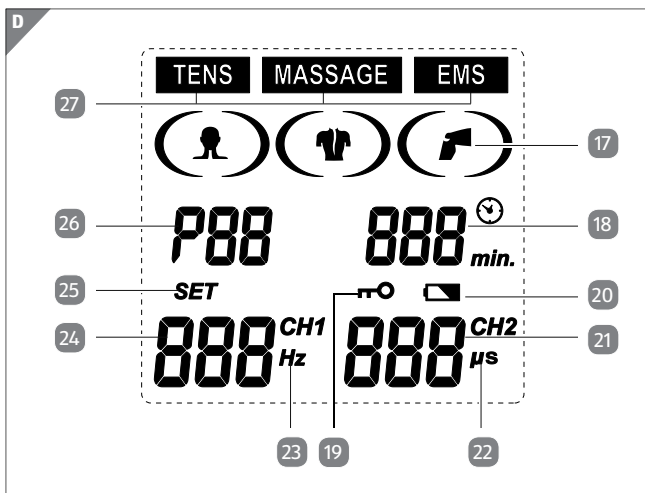 D
TENS MASSAGE EMS
27
17
26 P88 888 min. 18
25 SET 20
24 888 CH1 888 CH2 21
Hz µs
23 19 22